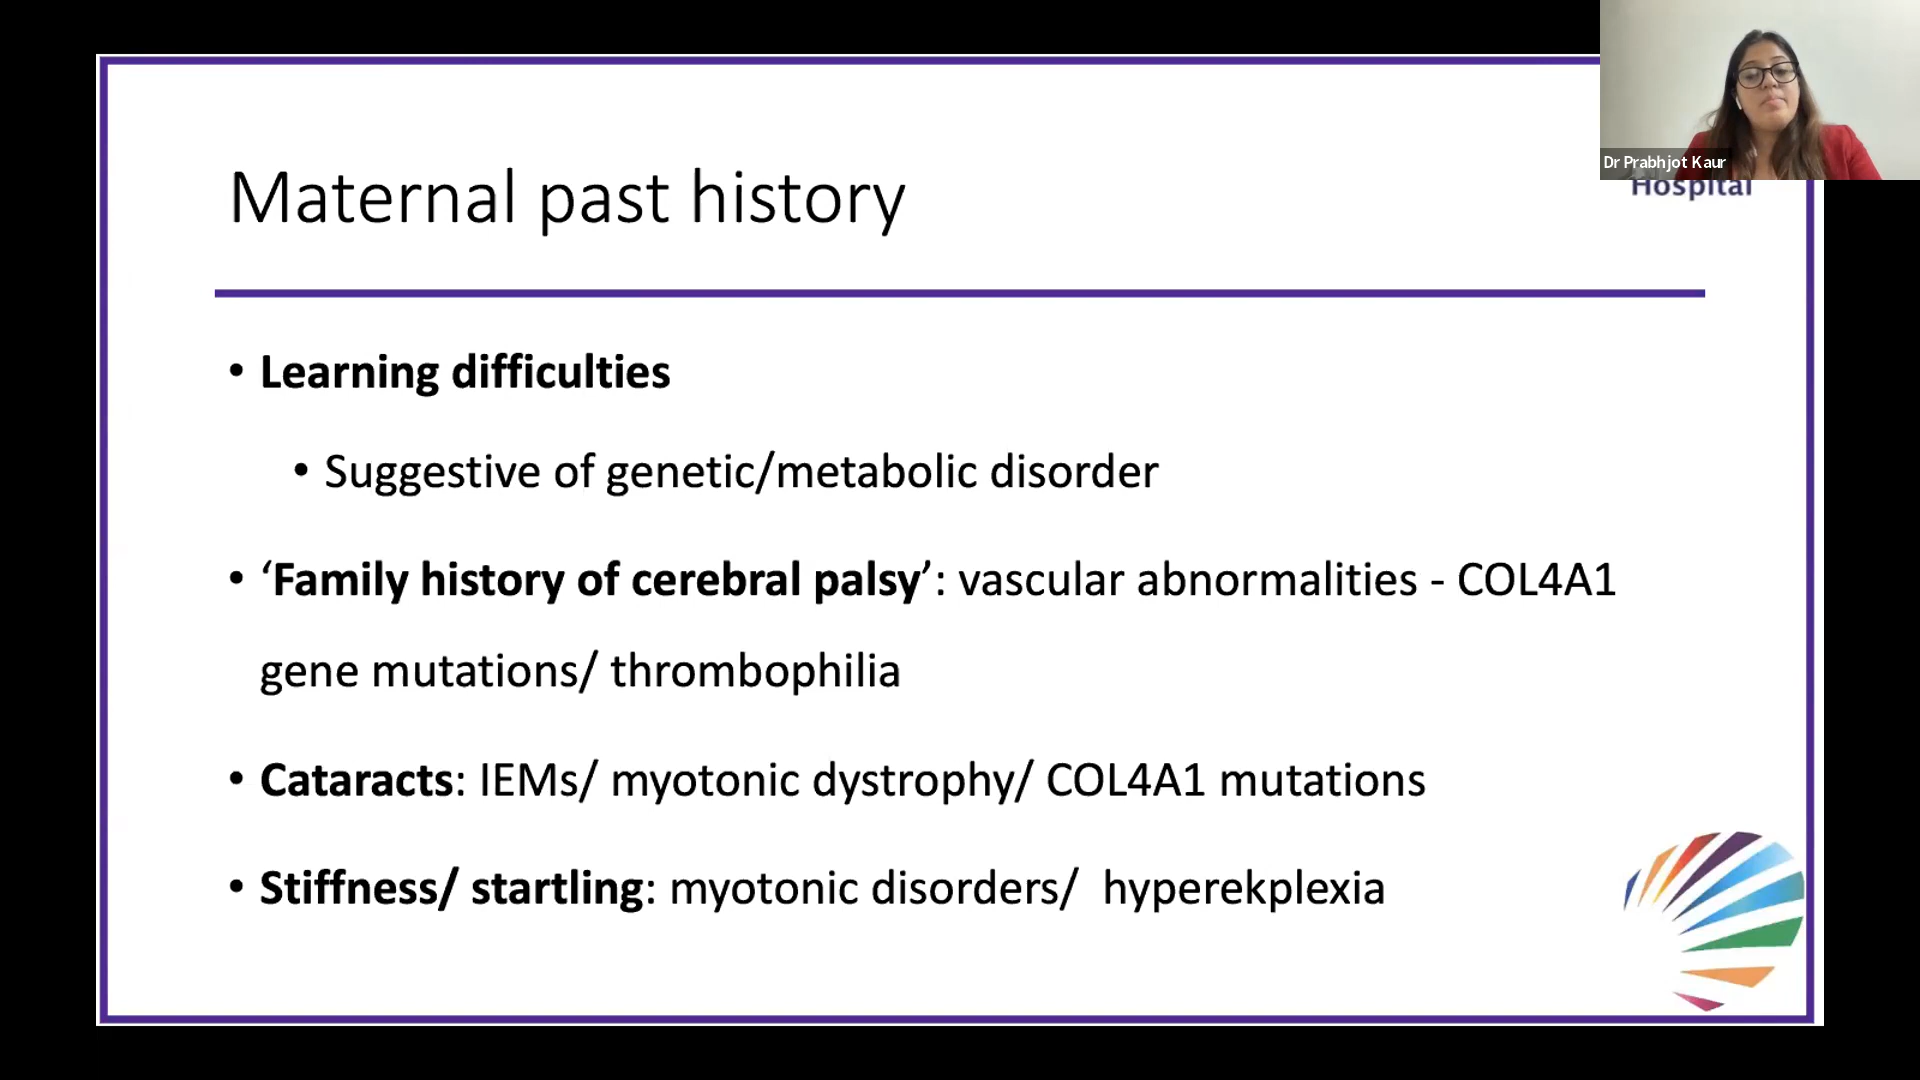 Dr Prabhjot Kaur
Hospital
Maternal past history
• Learning difficulties
• Suggestive of genetic/metabolic disorder
• ‘Family history of cerebral palsy’: vascular abnormalities - COL4A1
gene mutations/ thrombophilia
• Cataracts: IEMs/ myotonic dystrophy/ COL4A1 mutations
• Stiffness/ startling: myotonic disorders/ hyperekplexia